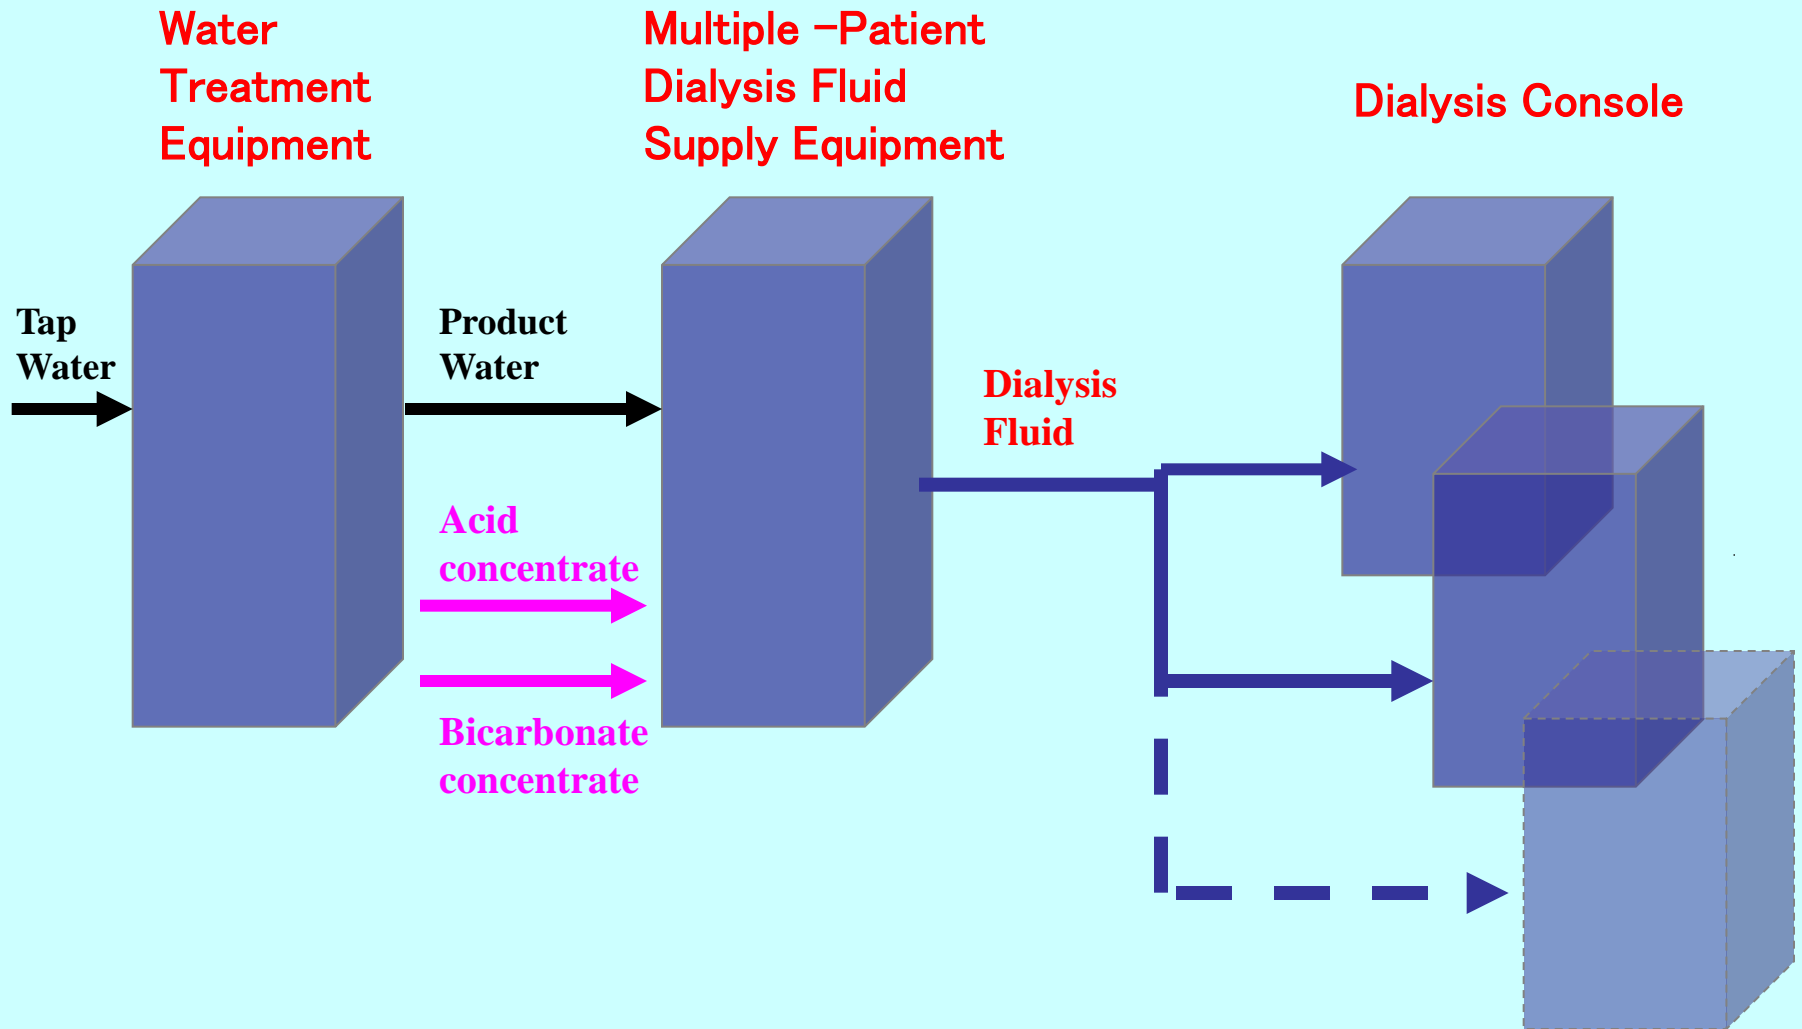 Water
Treatment
Equipment
Multiple −Patient
Dialysis Fluid
Supply Equipment
Dialysis Console
Tap
Water
Product
Water
Dialysis
Fluid
Acid
concentrate
Bicarbonate
concentrate